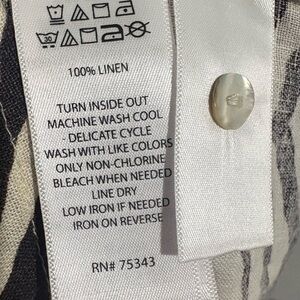 100% LINEN
TURN INSIDE OUT
MACHINE WASH COOL
- DELICATE CYCLE
WASH WITH LIKE COLORS
ONLY NON-CHLORINE
BLEACH WHEN NEEDED
LINE DRY
LOW IRON IF NEEDED
IRON ON REVERSE
RN# 75343